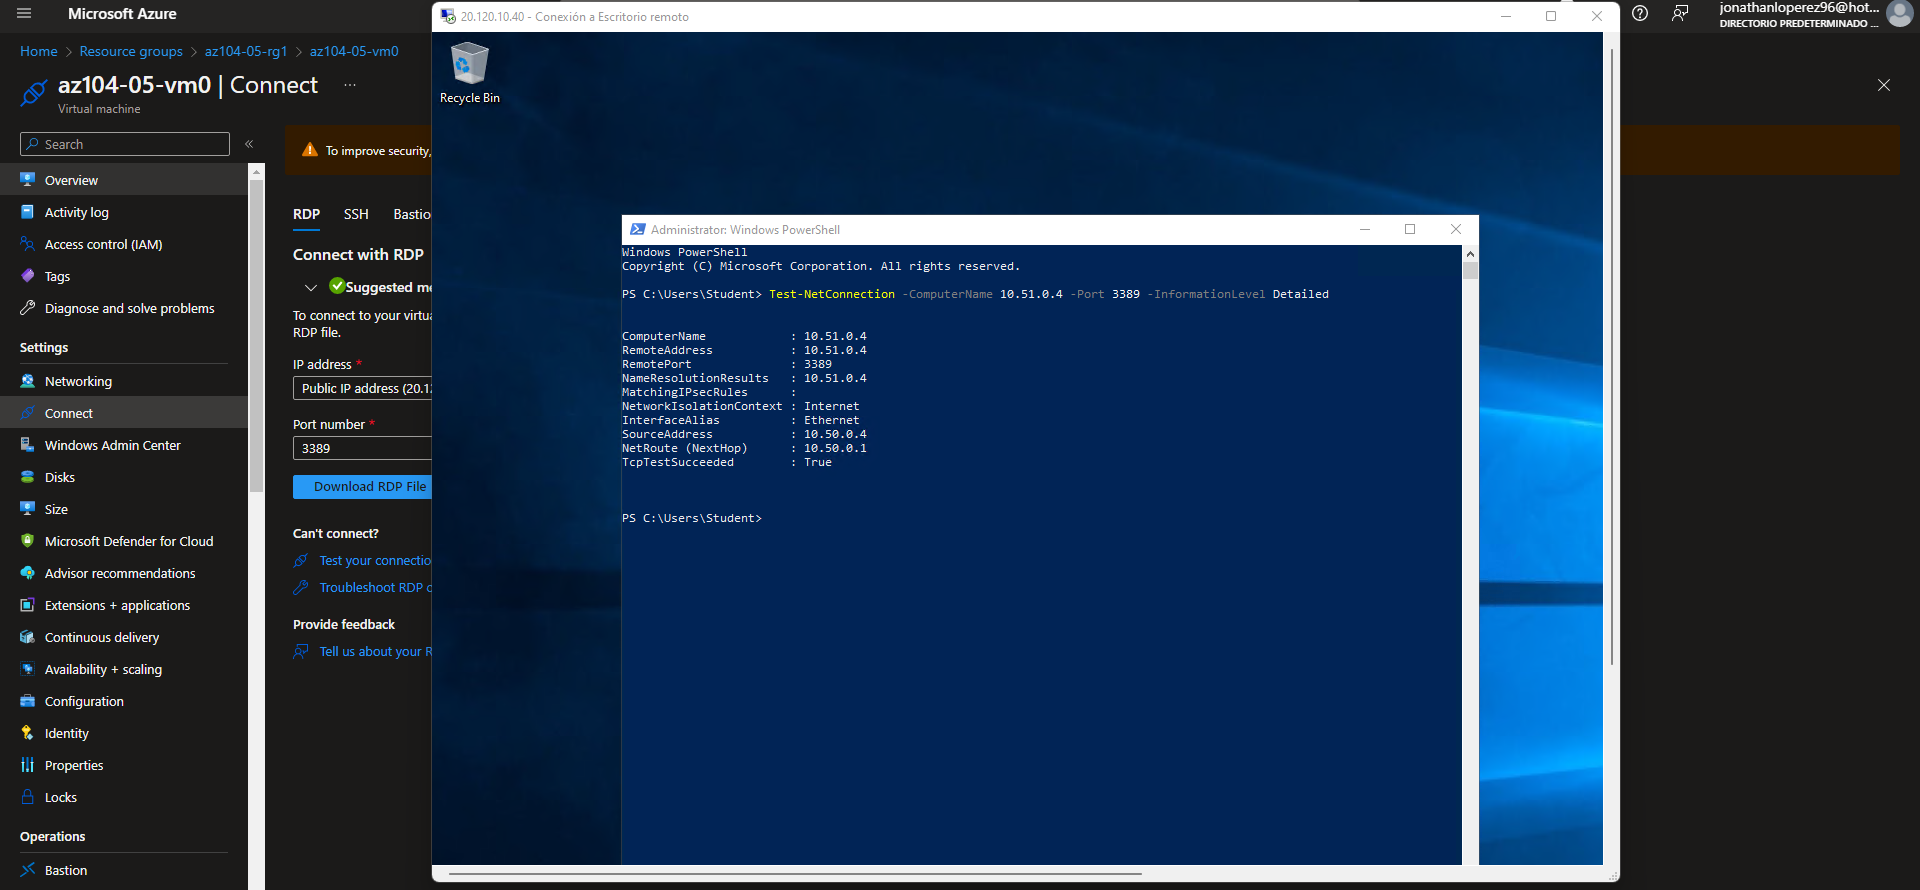 Microsoft Azure
jonathanloperez96@hot...
DIRECTORIO PREDETERMINADO ...
Home > Resource groups > az104-05-rg1 > az104-05-vm0
az104-05-vm0 | Connect ...
Virtual machine
Search
«
Overview
Activity log
Access control (IAM)
Tags
Diagnose and solve problems
Settings
Networking
Connect
Windows Admin Center
Disks
Size
Microsoft Defender for Cloud
Advisor recommendations
Extensions + applications
Continuous delivery
Availability + scaling
Configuration
Identity
Properties
Locks
Operations
Bastion
To improve security,
RDP
SSH
Bastio
Connect with RDP
Suggested me
To connect to your virtua
RDP file.
IP address *
Public IP address (20.12
Port number *
3389
Download RDP File
Can't connect?
Test your connectio
Troubleshoot RDP c
Provide feedback
Tell us about your R
20.120.10.40 - Conexión a Escritorio remoto
Recycle Bin
Administrator: Windows PowerShell
Windows PowerShell
Copyright (C) Microsoft Corporation. All rights reserved.
PS C:\Users\Student> Test-NetConnection -ComputerName 10.51.0.4 -Port 3389 -InformationLevel Detailed
ComputerName : 10.51.0.4
RemoteAddress : 10.51.0.4
RemotePort : 3389
NameResolutionResults : 10.51.0.4
MatchingIPsecRules :
NetworkIsolationContext : Internet
InterfaceAlias : Ethernet
SourceAddress : 10.50.0.4
NetRoute (NextHop) : 10.50.0.1
TcpTestSucceeded : True
PS C:\Users\Student>